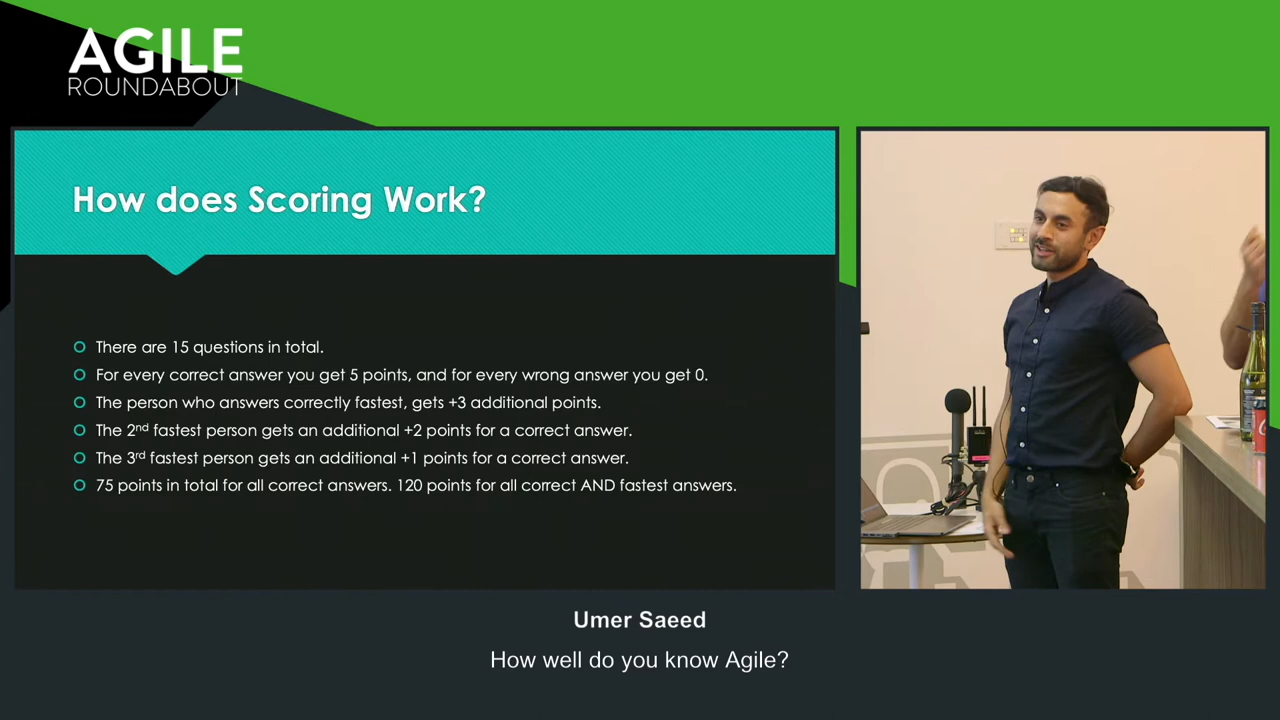 AGILE
ROUNDABOUT
How does Scoring Work?
There are 15 questions in total.
For every correct answer you get 5 points, and for every wrong answer you get 0.
The person who answers correctly fastest, gets +3 additional points.
The 2nd fastest person gets an additional +2 points for a correct answer.
The 3rd fastest person gets an additional +1 points for a correct answer.
75 points in total for all correct answers. 120 points for all correct AND fastest answers.
Umer Saeed
How well do you know Agile?